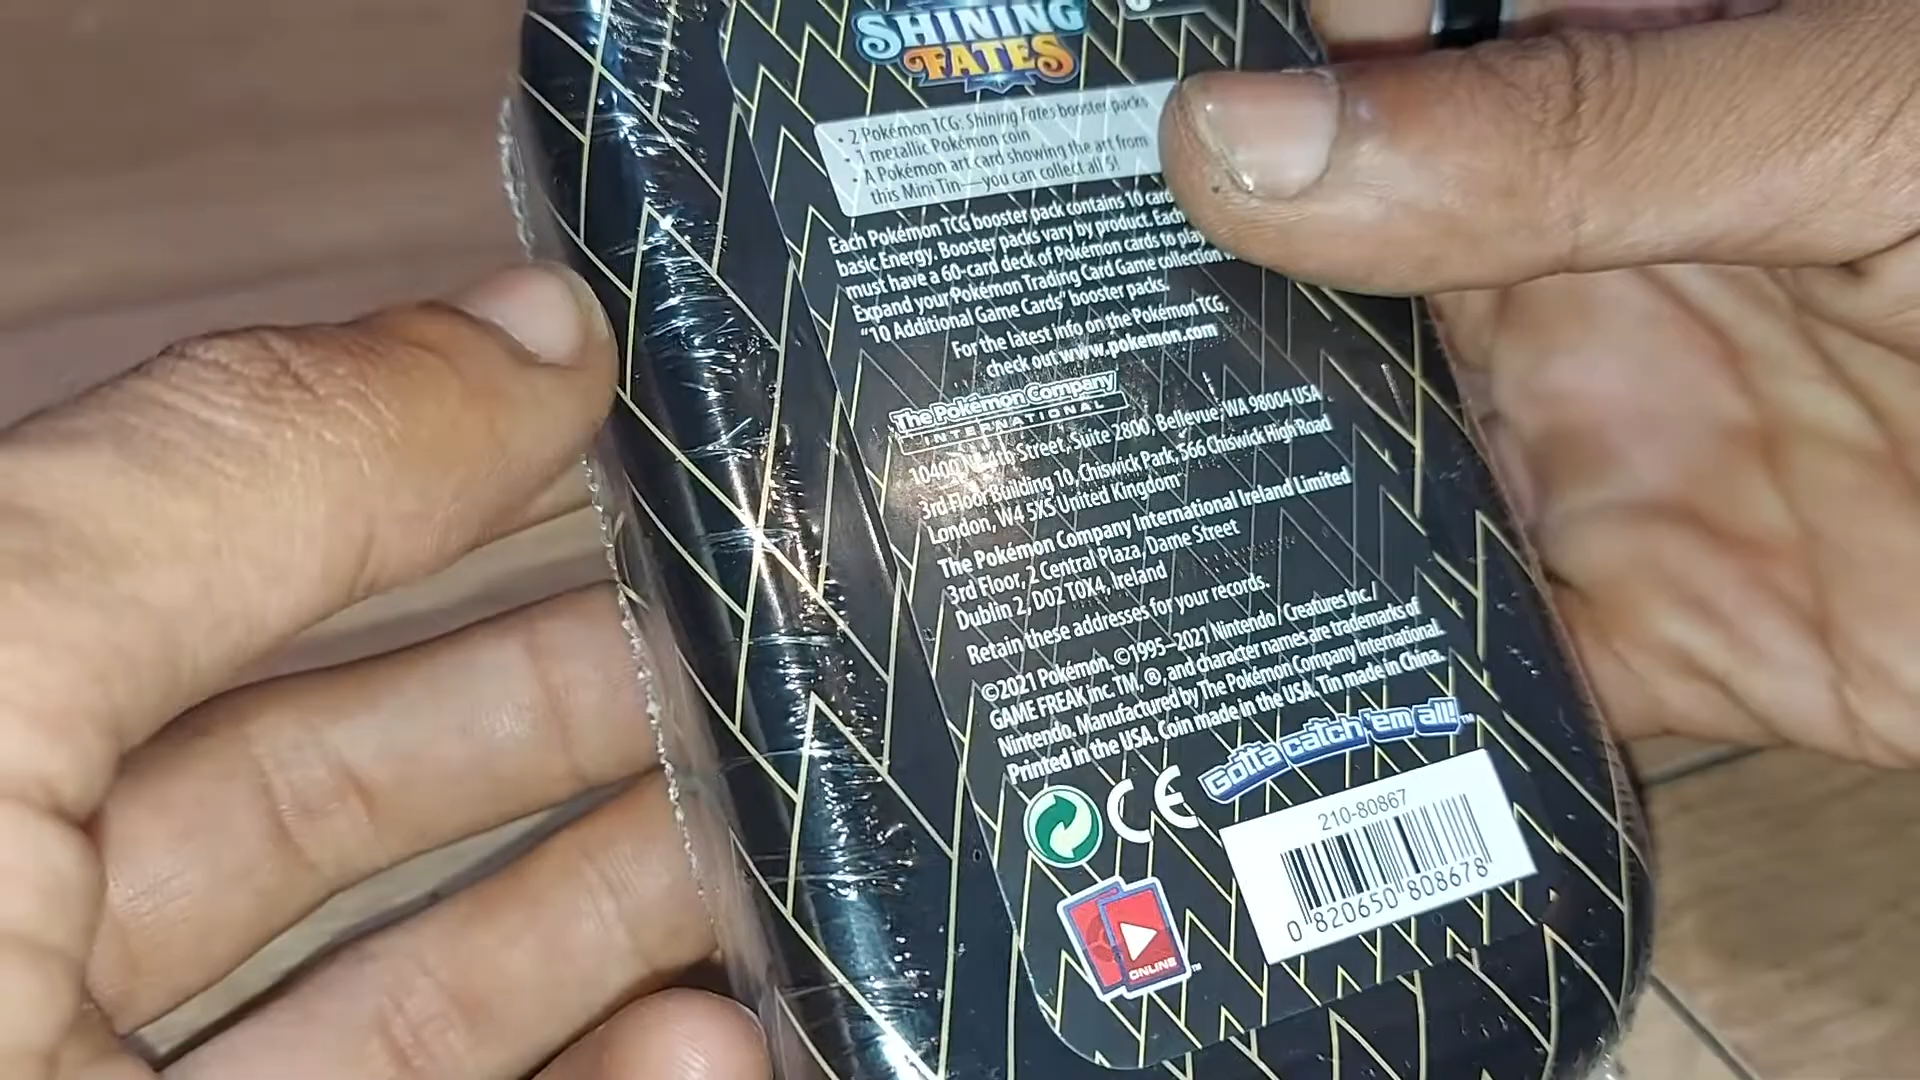 SHINING
FATES
• 2 Pokémon TCG: Shining Fates booster packs
• 1 metallic Pokémon coin
• A Pokémon art card showing the art from
this Mini Tin—you can collect all 5!
Each Pokémon TCG booster pack contains 10
basic Energy. Booster packs vary by product. Each
must have a 60-card deck of Pokémon cards to play
Expand your Pokémon Trading Card Game collection
"10 Additional Game Cards" booster packs.
For the latest info on the Pokémon TCG,
check out www.pokemon.com
The Pokémon Company
INTERNATIONAL
10400 Street, Suite 2800, Bellevue, WA 98004 USA
3rd Floor Building 10, Chiswick Park, 566 Chiswick High Road
London, W4 5XS United Kingdom
The Pokémon Company International Ireland Limited
3rd Floor, 2 Central Plaza, Dame Street
Dublin 2, D02 T0X4, Ireland
Retain these addresses for your records.
©2021 Pokémon. ©1995–2021 Nintendo / Creatures Inc. /
GAME FREAK inc. TM, ®, and character names are trademarks of
Nintendo. Manufactured by The Pokémon Company International.
Printed in the USA. Coin made in the USA. Tin made in China.
Gotta catch 'em all!™
CE
210-80867
0 820650 808678
ONLINE
TM